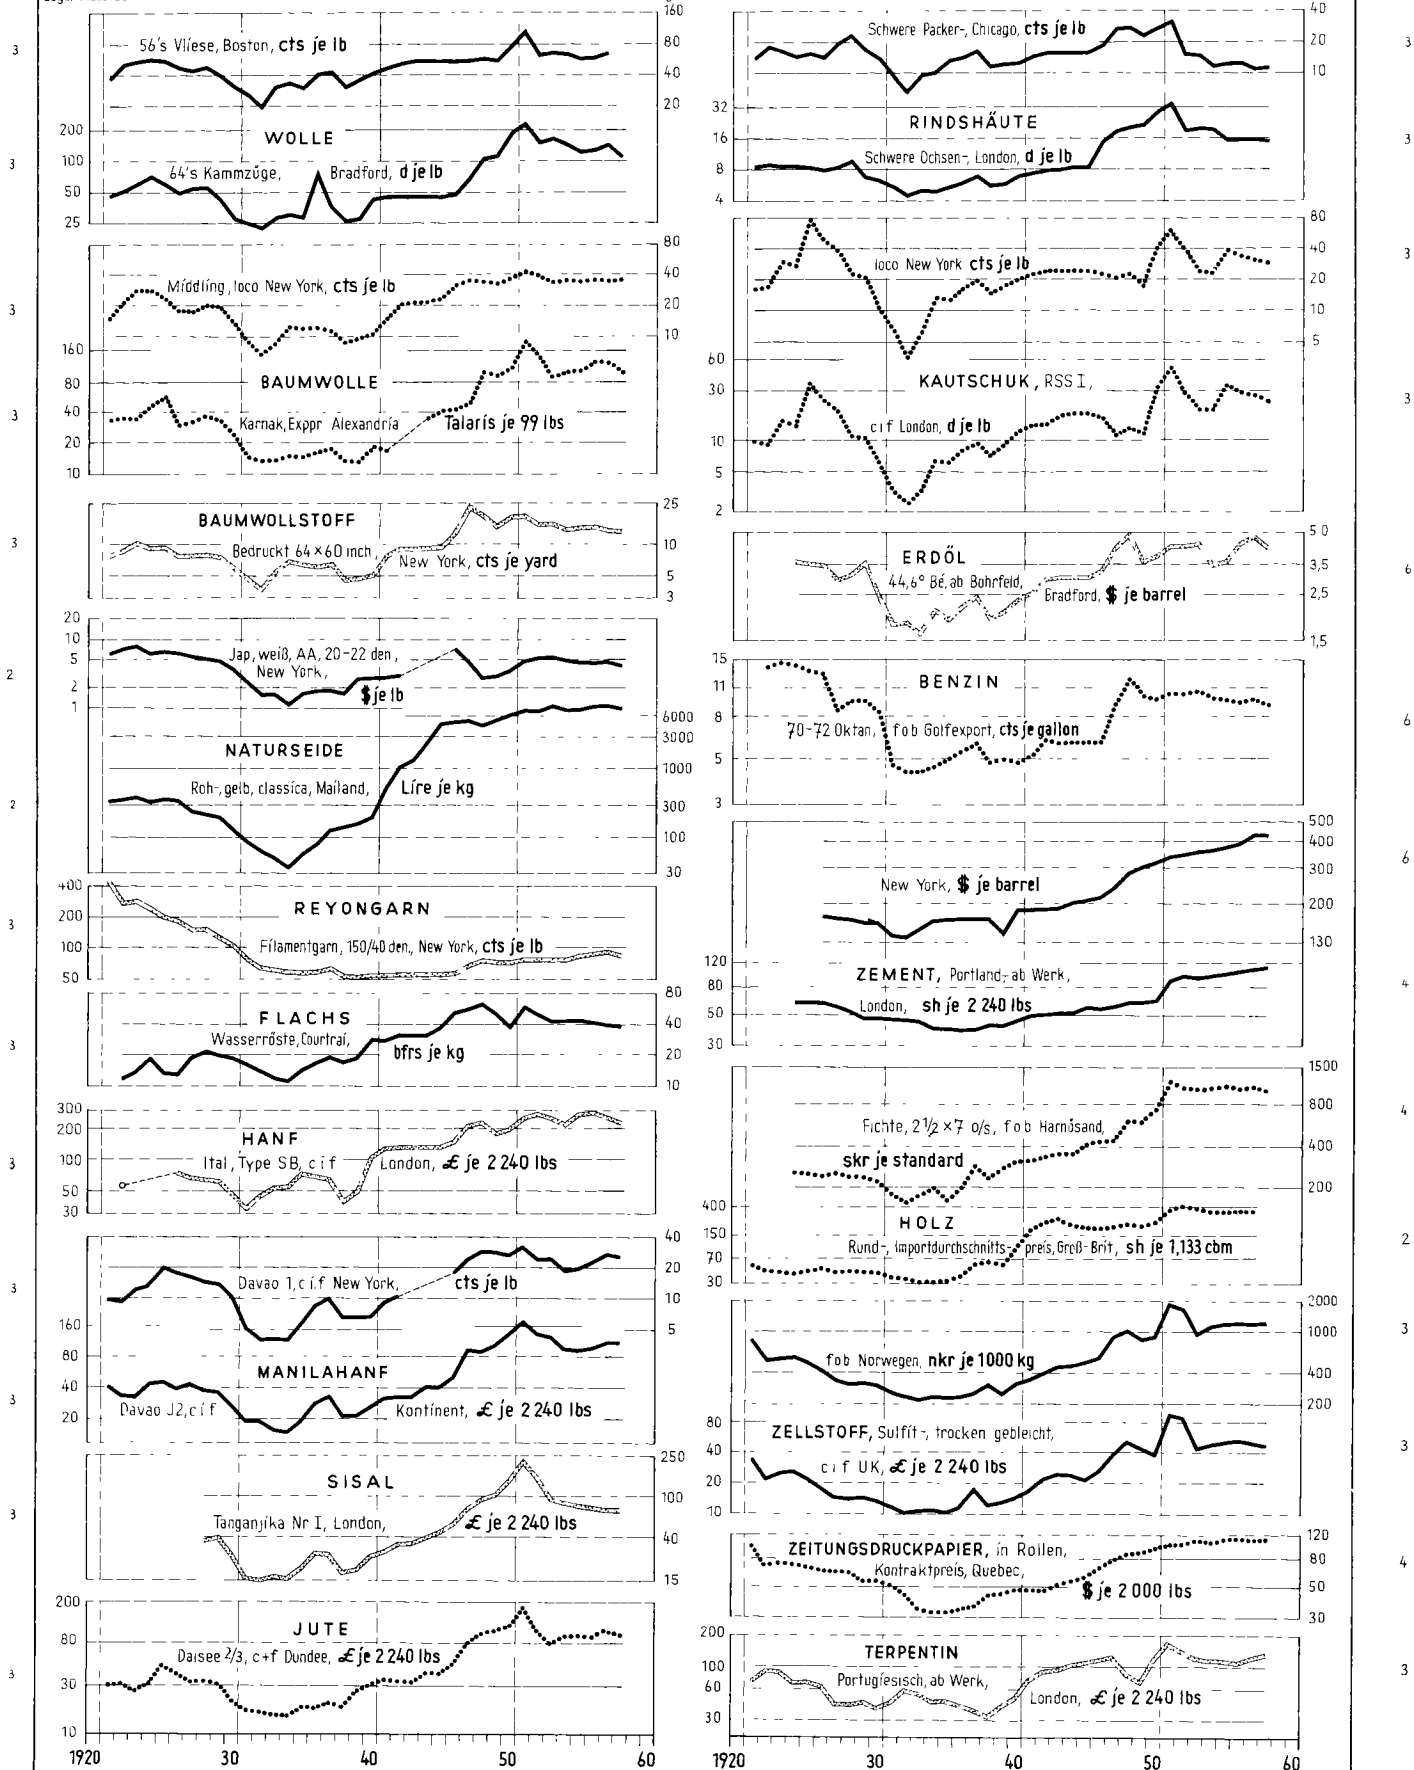 160
56's Vliese, Boston, cts je lb
80
40
20
200
WOLLE
100
64's Kammzüge, Bradford, d je lb
50
25
80
Middling, loco New York, cts je lb
40
20
10
160
BAUMWOLLE
80
40
Karnak, Exppr Alexandria Talaris je 99 lbs
20
10
25
BAUMWOLLSTOFF
Bedruckt 64 × 60 inch,
10
New York, cts je yard
5
3
20
10
5
Jap, weiß, AA, 20-22 den,
New York,
2
$ je lb
1
6000
3000
NATURSEIDE
1000
Roh-, gelb, classica, Mailand, Lire je kg
300
100
30
400
REYONGARN
200
Filamentgarn, 150/40 den., New York, cts je lb
100
50
80
FLACHS
40
Wasserröste, Courtrai,
bfrs je kg
20
10
300
200
HANF
100
Ital, Type SB, cif London, £ je 2 240 lbs
50
30
40
20
Davao 1, cif New York, cts je lb
10
160
5
80
MANILAHANF
40
Davao J2, cif Kontinent, £ je 2 240 lbs
20
250
SISAL
100
Tanganjika Nr I, London, £ je 2 240 lbs
40
15
200
JUTE
80
Daisee 2/3, c+f Dundee, £ je 2 240 lbs
30
10
1920 30 40 50 60
40
Schwere Packer-, Chicago, cts je lb
20
10
32
RINDSHÄUTE
16
Schwere Ochsen-, London, d je lb
8
4
80
40
loco New York cts je lb
20
10
5
60
KAUTSCHUK, RSS I,
30
cif London, d je lb
10
5
2
50
ERDÖL
3,5
44,6° Bé, ab Bohrfeld,
2,5
Bradford, $ je barrel
1,5
15
BENZIN
11
8
70-72 Oktan, fob Golfexport, cts je gallon
5
3
500
400
300
New York, $ je barrel
200
130
120
ZEMENT, Portland-, ab Werk,
80
London, sh je 2 240 lbs
50
30
1500
800
Fichte, 2 1/2 × 7 o/s, fob Harnösand,
400
skr je standard
200
400
HOLZ
150
Rund-, Importdurchschnitts-preis, Groß-Brit, sh je 1,133 cbm
70
30
2000
1000
fob Norwegen, nkr je 1000 kg
400
200
80
ZELLSTOFF, Sulfit-, trocken gebleicht,
40
cif UK, £ je 2 240 lbs
20
10
120
ZEITUNGSDRUCKPAPIER, in Rollen,
80
Kontraktpreis, Quebec,
50
$ je 2 000 lbs
30
200
TERPENTIN
100
Portugiesisch, ab Werk,
60
London, £ je 2 240 lbs
30
1920 30 40 50 60